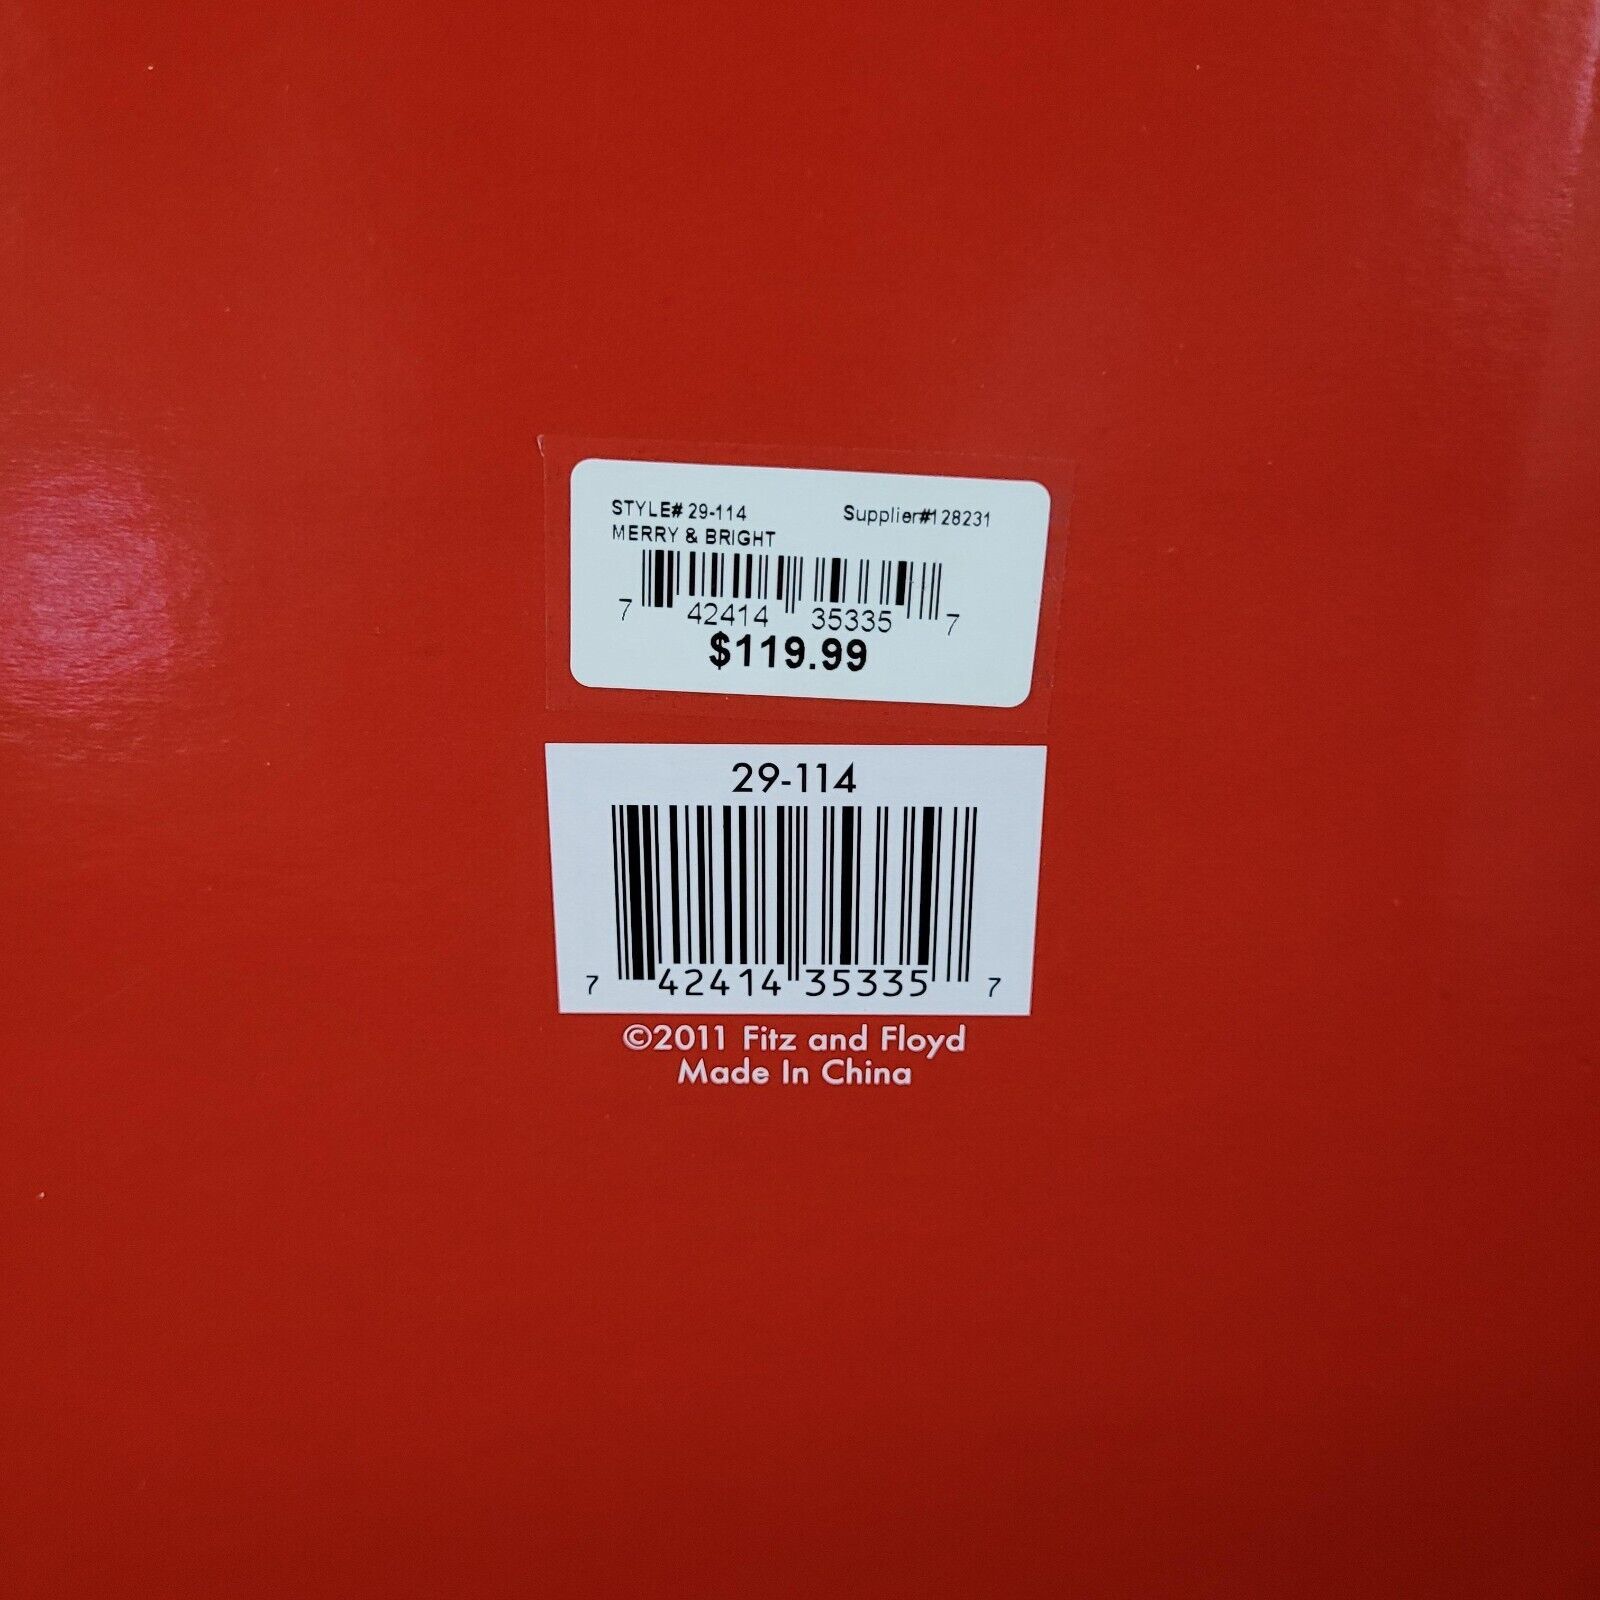 STYLE# 29-114 Supplier#128231
MERRY & BRIGHT
7 42414 35335 7
$119.99
29-114
7 42414 35335 7
©2011 Fitz and Floyd
Made In China